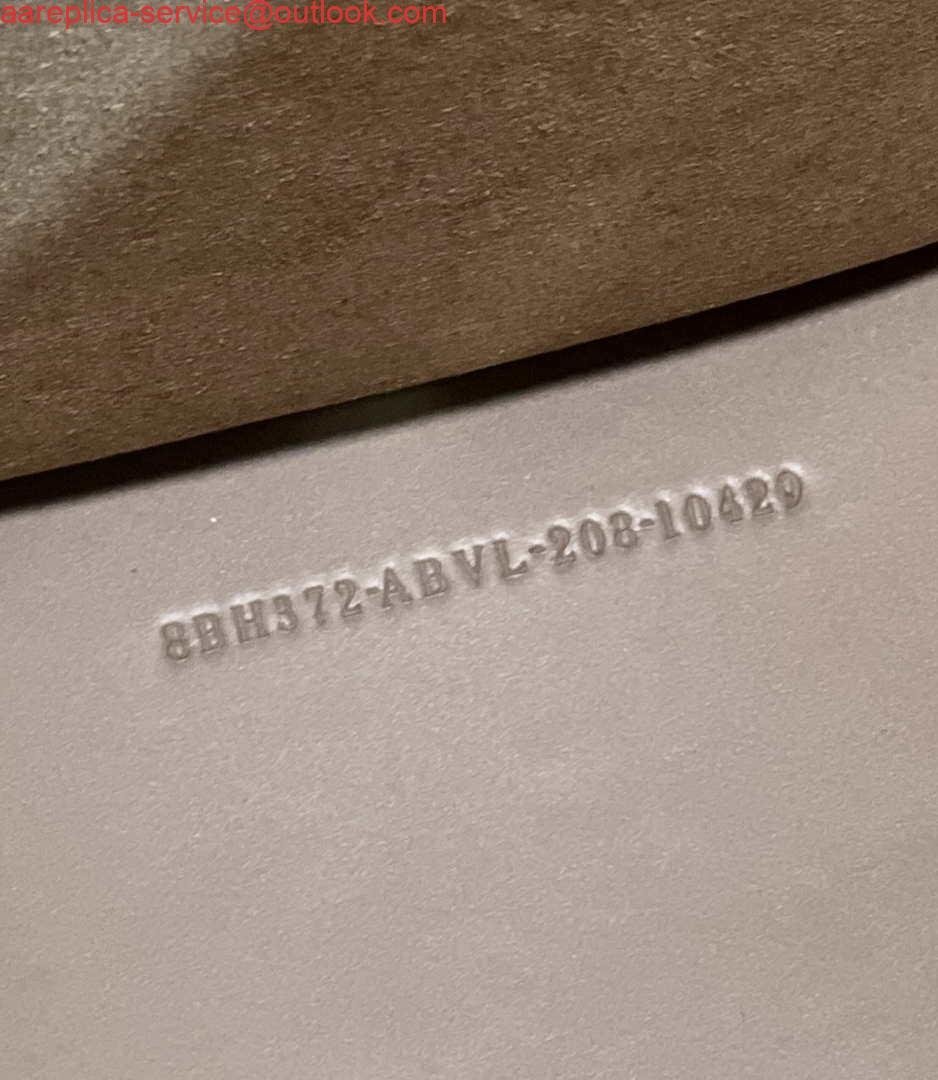 aareplica-service@outlook.com
8BH372-ABVL-208-10429